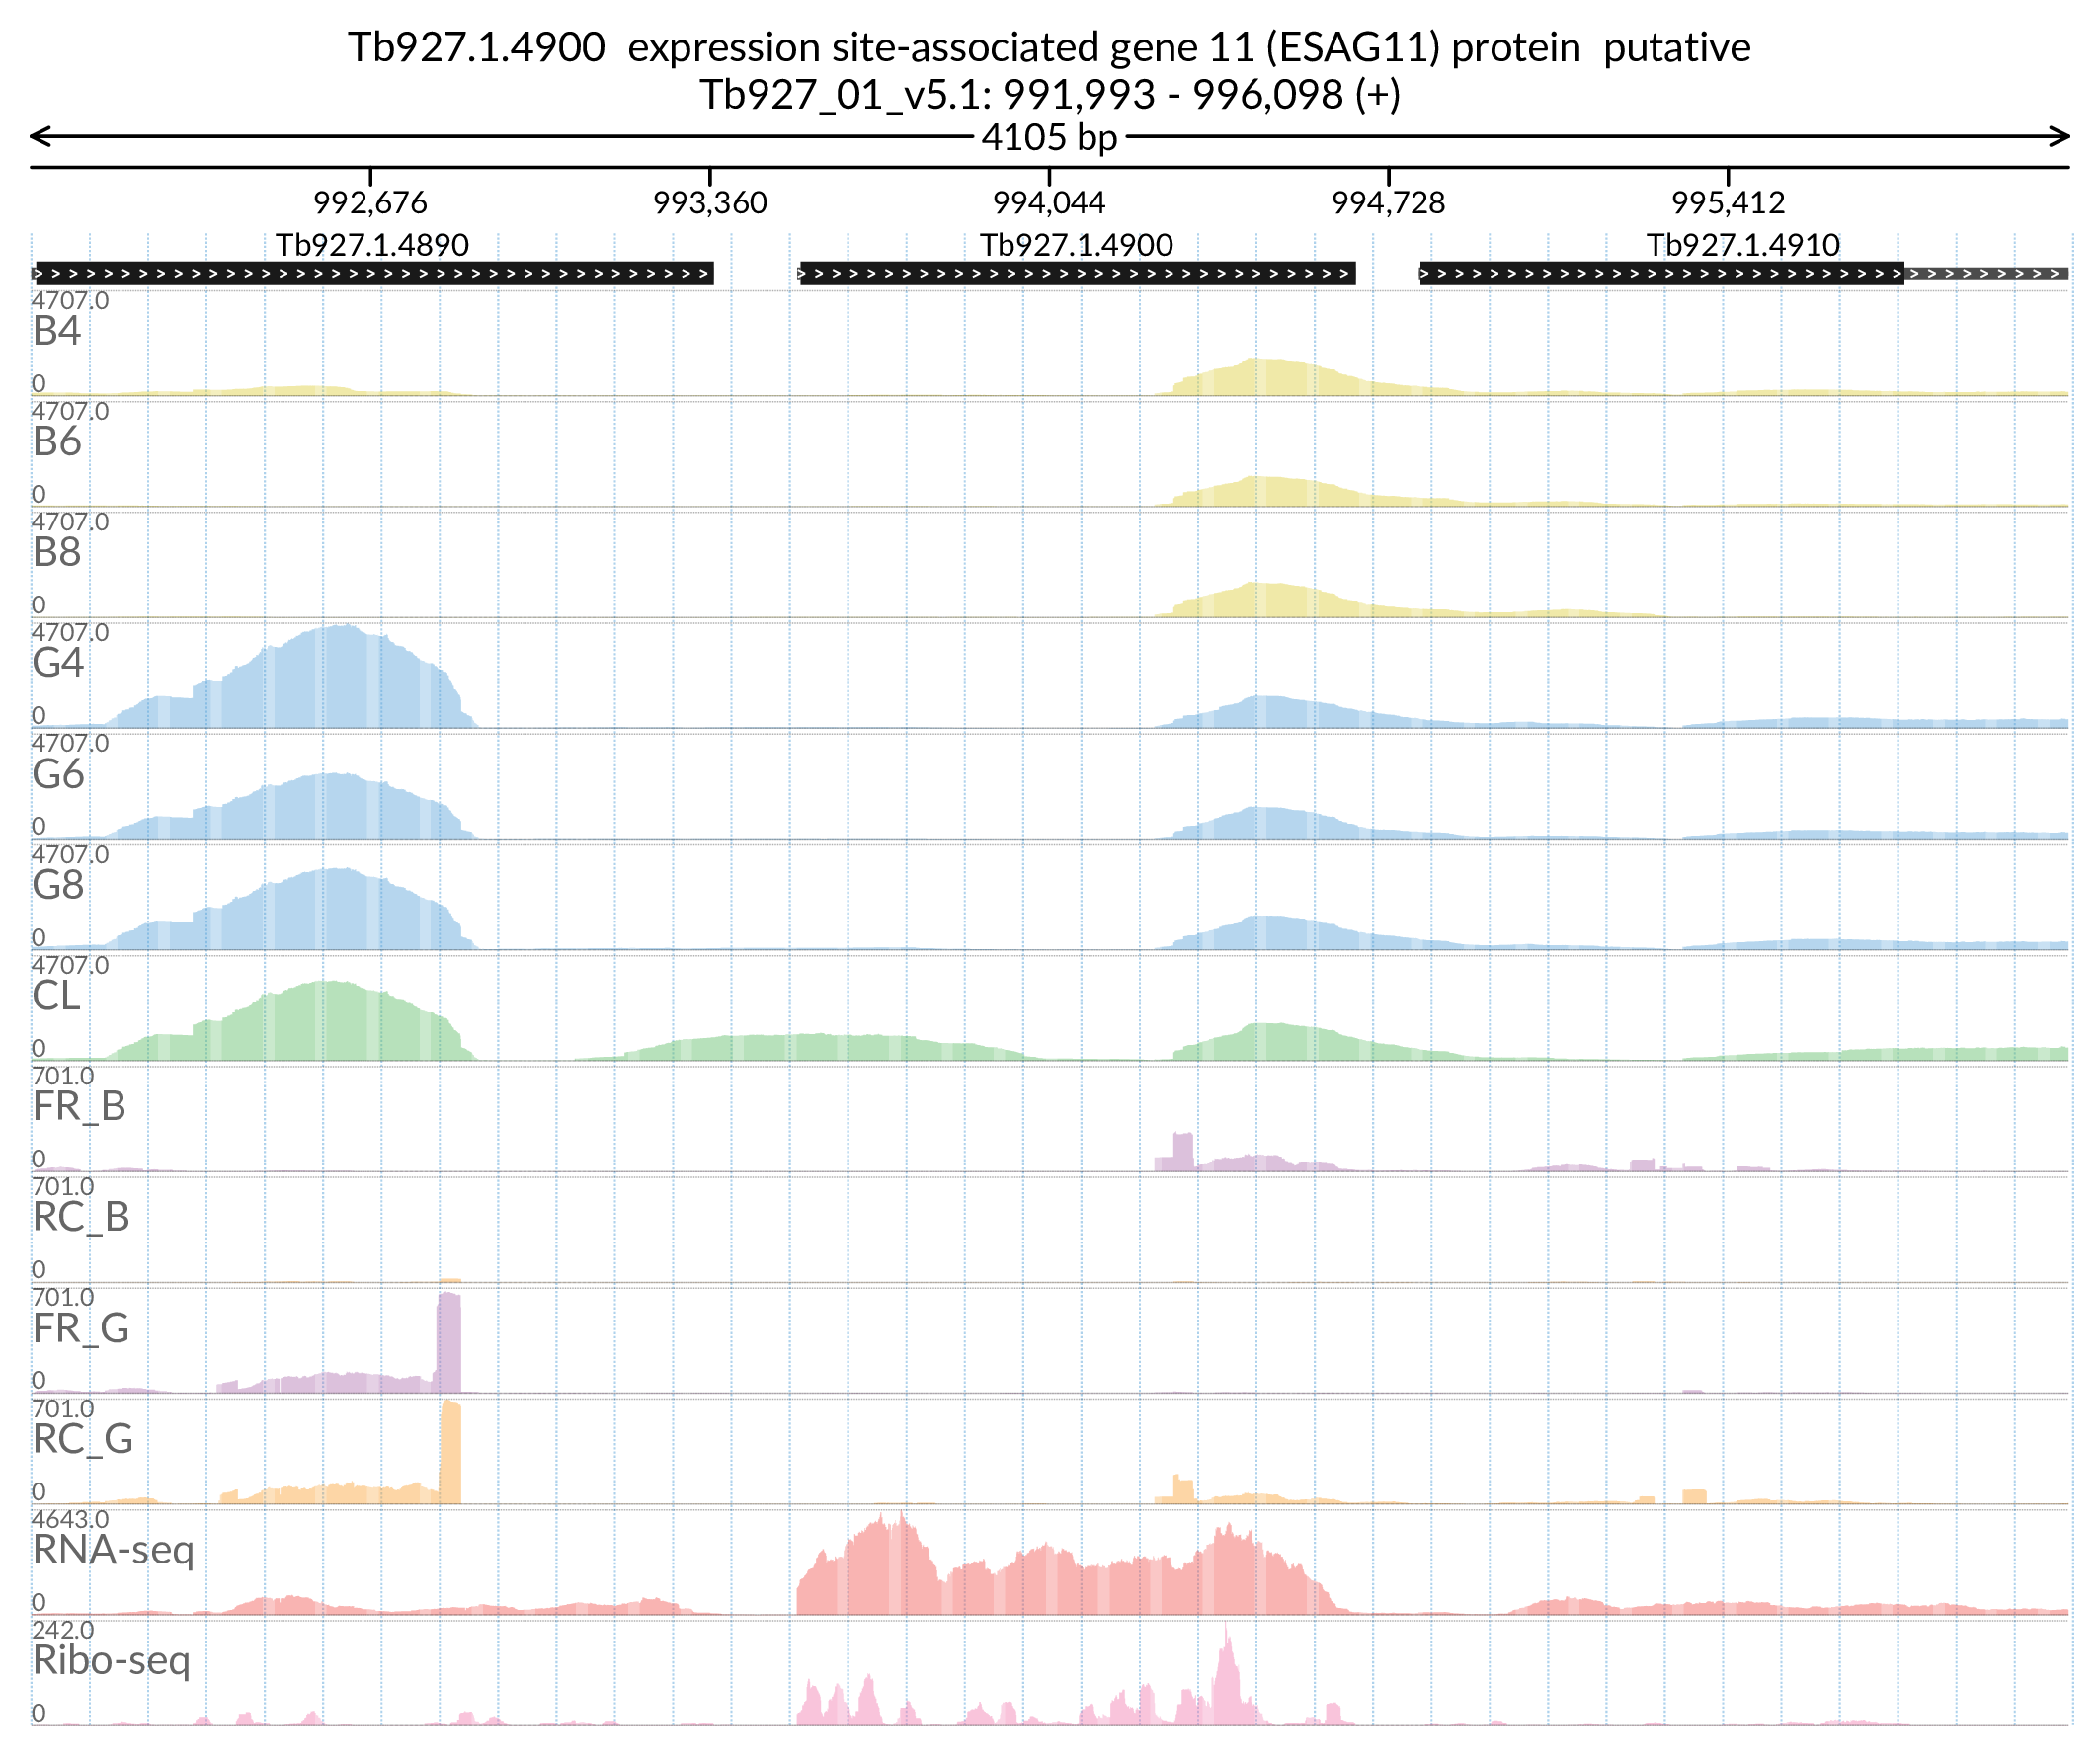 Tb927.1.4900  expression site-associated gene 11 (ESAG11) protein  putative
Tb927_01_v5.1: 991,993 - 996,098 (+)
4105 bp
992,676 993,360 994,044 994,728 995,412
Tb927.1.4890 Tb927.1.4900 Tb927.1.4910
4707.0
B4
0
4707.0
B6
0
4707.0
B8
0
4707.0
G4
0
4707.0
G6
0
4707.0
G8
0
4707.0
CL
0
701.0
FR_B
0
701.0
RC_B
0
701.0
FR_G
0
701.0
RC_G
0
4643.0
RNA-seq
0
242.0
Ribo-seq
0